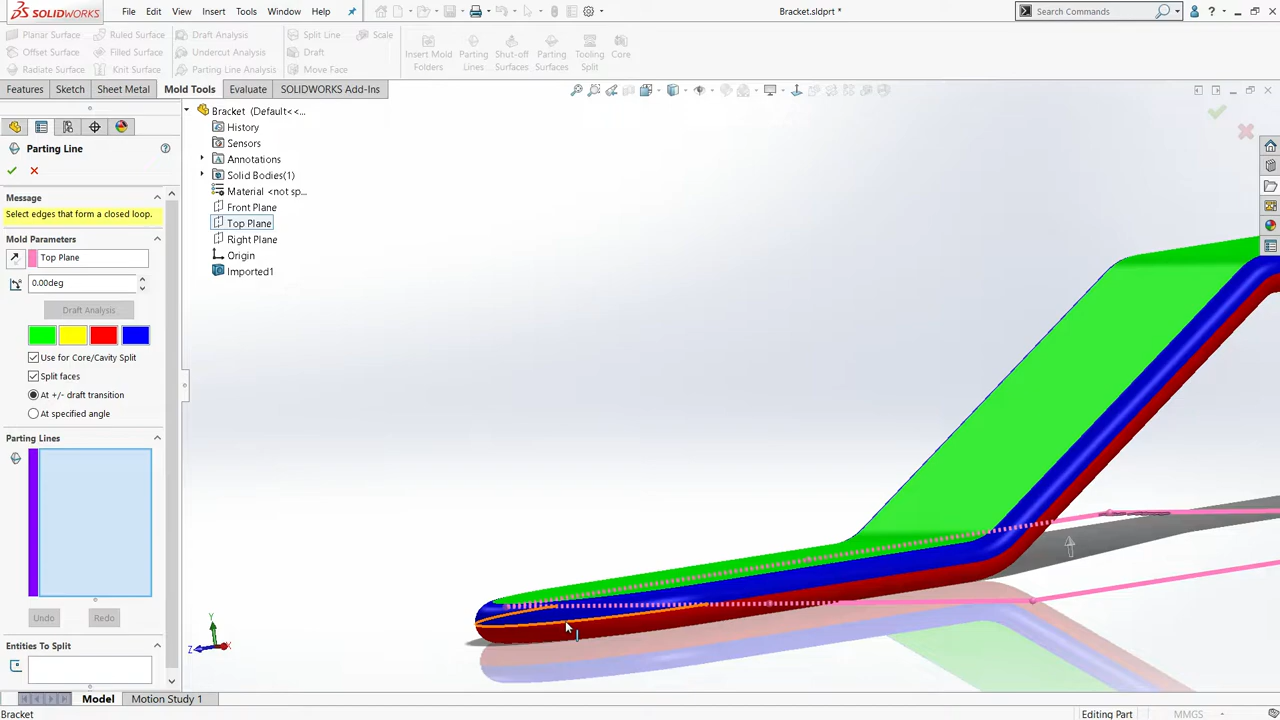 SOLIDWORKS
File Edit View Insert Tools Window Help
Bracket.sldprt *
Search Commands
?
Planar Surface Ruled Surface Draft Analysis Split Line Scale
Offset Surface Filled Surface Undercut Analysis Draft
Radiate Surface Knit Surface Parting Line Analysis Move Face
Insert Mold Folders
Parting Lines
Shut-off Surfaces
Parting Surfaces
Tooling Split
Core
Features Sketch Sheet Metal Mold Tools Evaluate SOLIDWORKS Add-Ins
Bracket (Default<<...
History
Sensors
Annotations
Solid Bodies(1)
Material <not sp...
Front Plane
Top Plane
Right Plane
Origin
Imported1
Parting Line
?
Message
Select edges that form a closed loop.
Mold Parameters
Top Plane
0.00deg
Draft Analysis
Use for Core/Cavity Split
Split faces
At +/- draft transition
At specified angle
Parting Lines
Undo Redo
Entities To Split
Y
Z
X
Model Motion Study 1
Bracket
Editing Part
MMGS